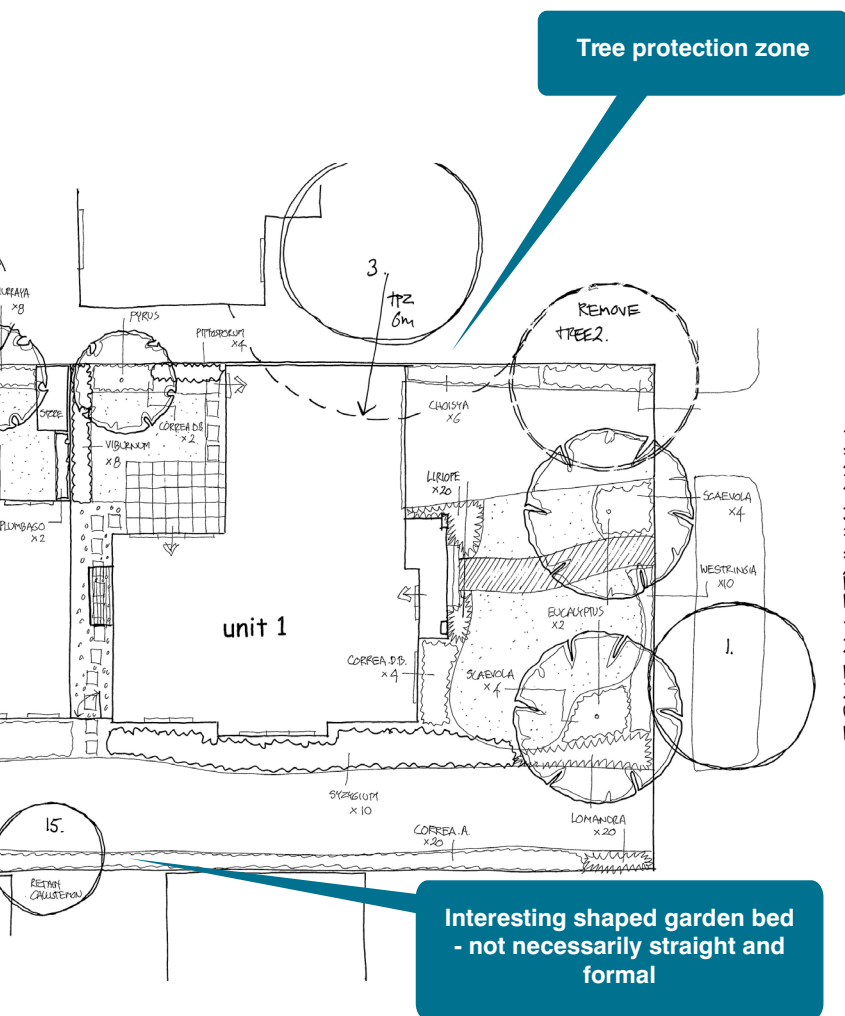 Tree protection zone
3.
TPZ
6m
REMOVE
TREE2.
x8
PYRUS
PITTOSPORUM
x4
STORE
CORREA D.B.
x2
VIBURNUM
x8
CHOISYA
x6
LIRIOPE
x20
SCAEVOLA
x4
PLUMBAGO
x2
WESTRINGIA
x10
EUCALYPTUS
x2
unit 1
1.
CORREA.D.B.
x4
SCAEVOLA
x4
SYZYGIUM
x10
15.
CORREA.A.
x20
LOMANDRA
x20
RETAIN
CALLISTEMON
Interesting shaped garden bed
- not necessarily straight and
formal